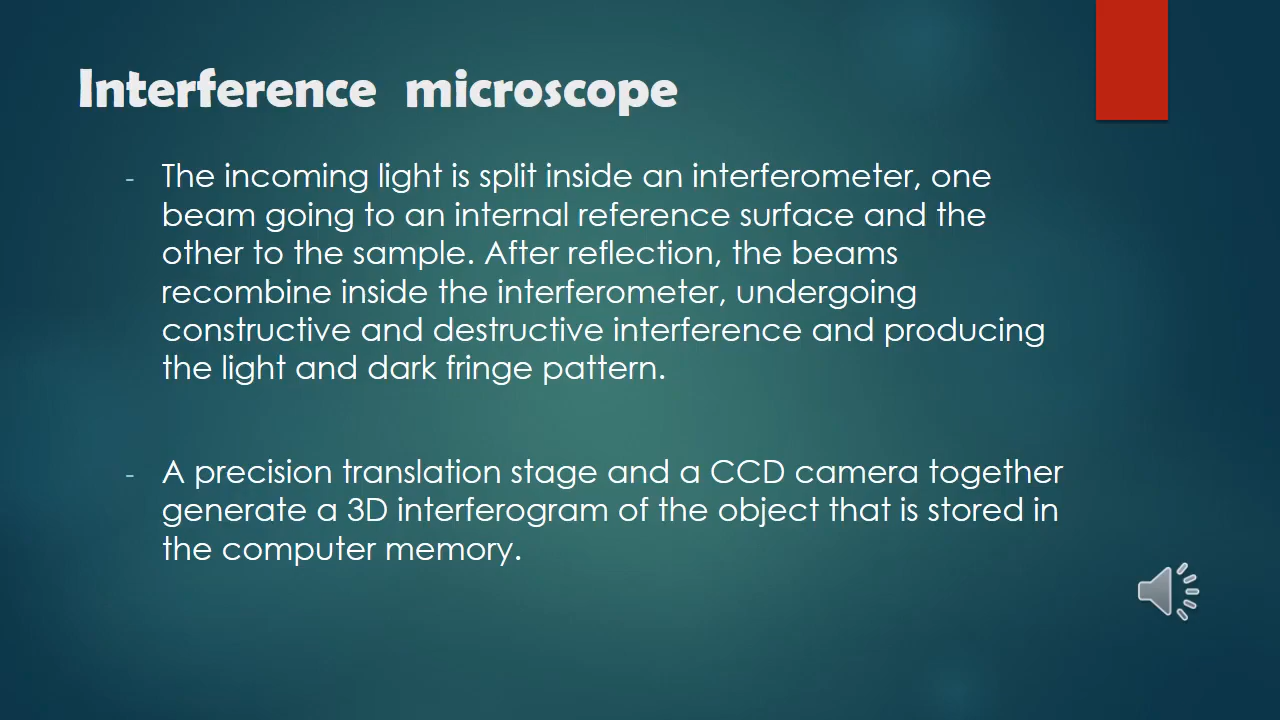 Interference microscope
- The incoming light is split inside an interferometer, one
beam going to an internal reference surface and the
other to the sample. After reflection, the beams
recombine inside the interferometer, undergoing
constructive and destructive interference and producing
the light and dark fringe pattern.
- A precision translation stage and a CCD camera together
generate a 3D interferogram of the object that is stored in
the computer memory.